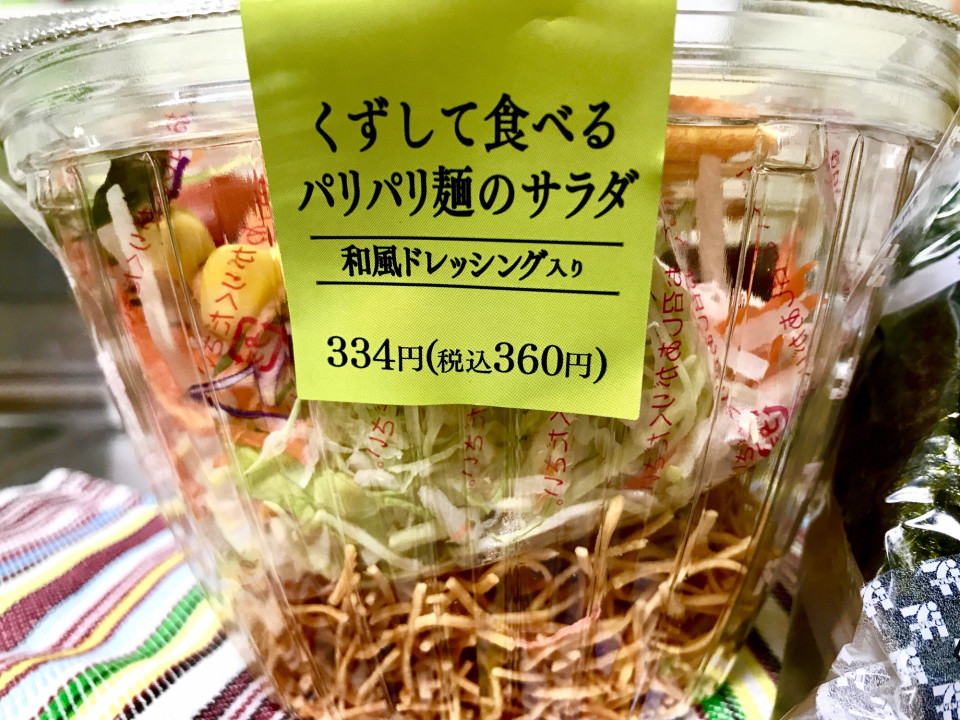 くずして食べる
パリパリ麺のサラダ
和風ドレッシング入り
334円(税込360円)